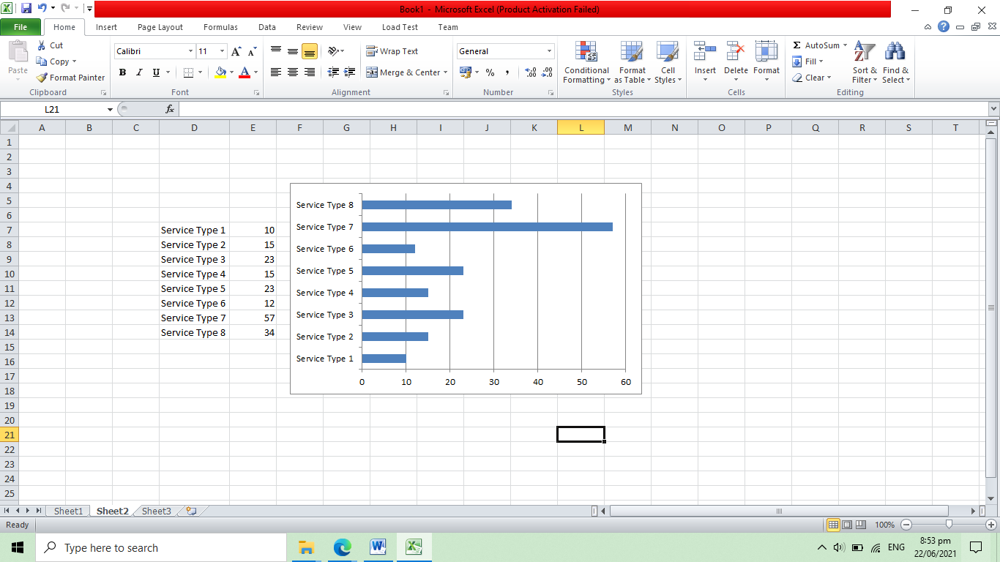 Book1 - Microsoft Excel (Product Activation Failed)
File Home Insert Page Layout Formulas Data Review View Load Test Team
Paste
Cut
Copy
Format Painter
Clipboard
Calibri 11
B I U
Font
Wrap Text
Merge & Center
Alignment
General
% , .0 .00 .00 .0
Number
Conditional Formatting
Format as Table
Cell Styles
Styles
Insert Delete Format
Cells
AutoSum
Fill
Clear
Sort & Filter
Find & Select
Editing
L21 fx
A B C D E F G H I J K L M N O P Q R S T
1
2
3
4
5
6
7 Service Type 1 10
8 Service Type 2 15
9 Service Type 3 23
10 Service Type 4 15
11 Service Type 5 23
12 Service Type 6 12
13 Service Type 7 57
14 Service Type 8 34
15
16
17
18
19
20
21
22
23
24
25
Service Type 8
Service Type 7
Service Type 6
Service Type 5
Service Type 4
Service Type 3
Service Type 2
Service Type 1
0 10 20 30 40 50 60
Sheet1 Sheet2 Sheet3
Ready 100%
Type here to search
ENG
8:53 pm
22/06/2021